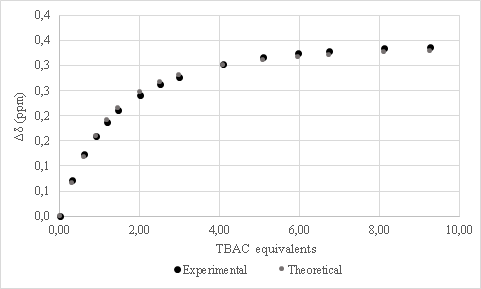 0,4
0,4
0,3
0,3
0,2
0,2
0,1
0,1
0,0
Δδ (ppm)
0,00 2,00 4,00 6,00 8,00 10,00
TBAC equivalents
Experimental Theoretical